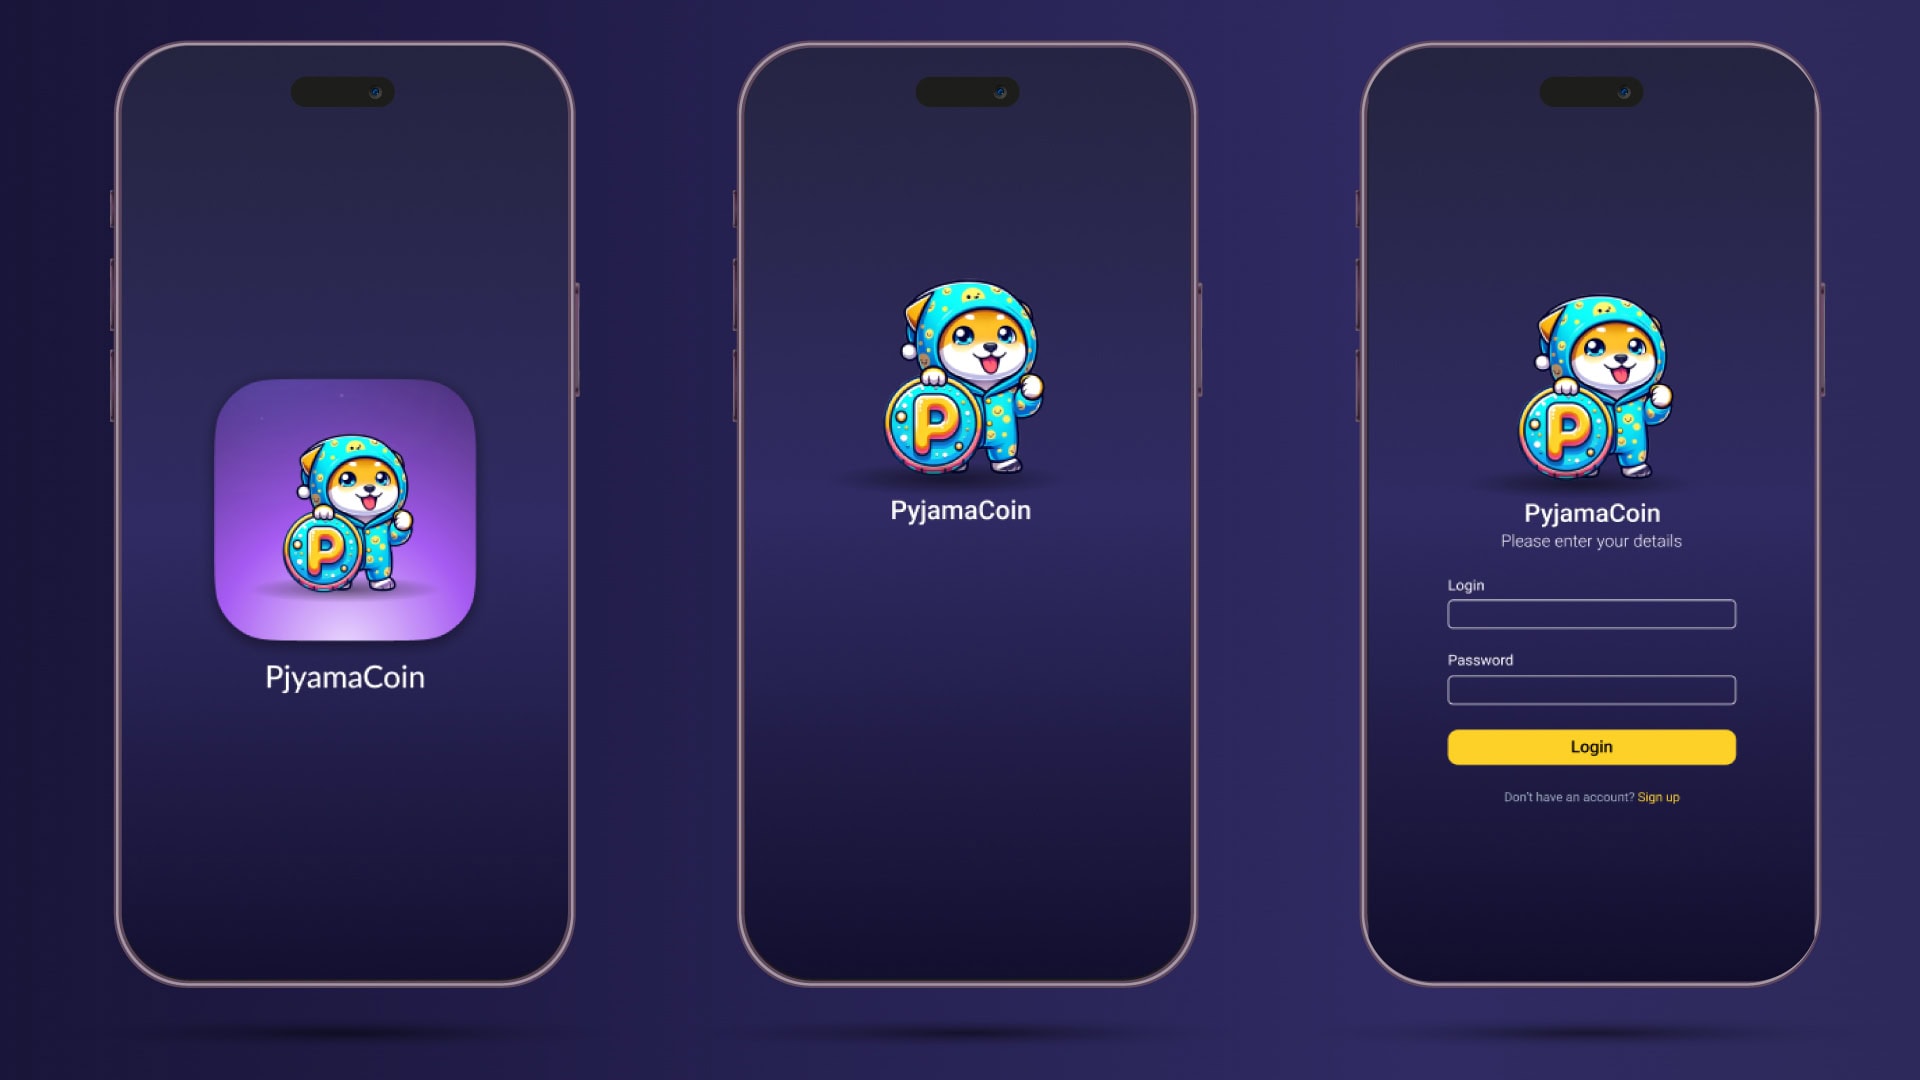 P
PjyamaCoin
P
PyjamaCoin
P
PyjamaCoin
Please enter your details
Login
Password
Login
Don't have an account? Sign up